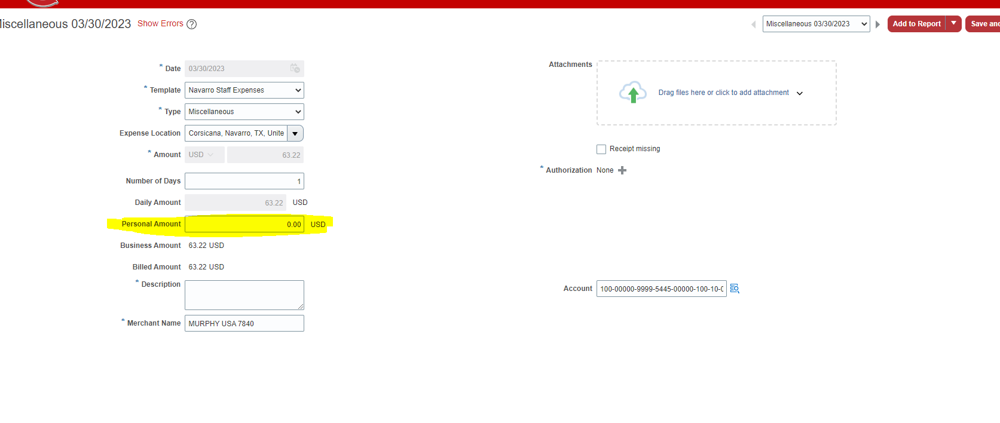 iscellaneous 03/30/2023 Show Errors ?
Miscellaneous 03/30/2023
Add to Report
Save and
* Date 03/30/2023
* Template Navarro Staff Expenses
* Type Miscellaneous
Expense Location Corsicana, Navarro, TX, Unite
* Amount USD 63.22
Number of Days 1
Daily Amount 63.22 USD
Personal Amount 0.00 USD
Business Amount 63.22 USD
Billed Amount 63.22 USD
* Description
* Merchant Name MURPHY USA 7840
Attachments
Drag files here or click to add attachment
Receipt missing
* Authorization None
Account 100-00000-9999-5445-00000-100-10-0